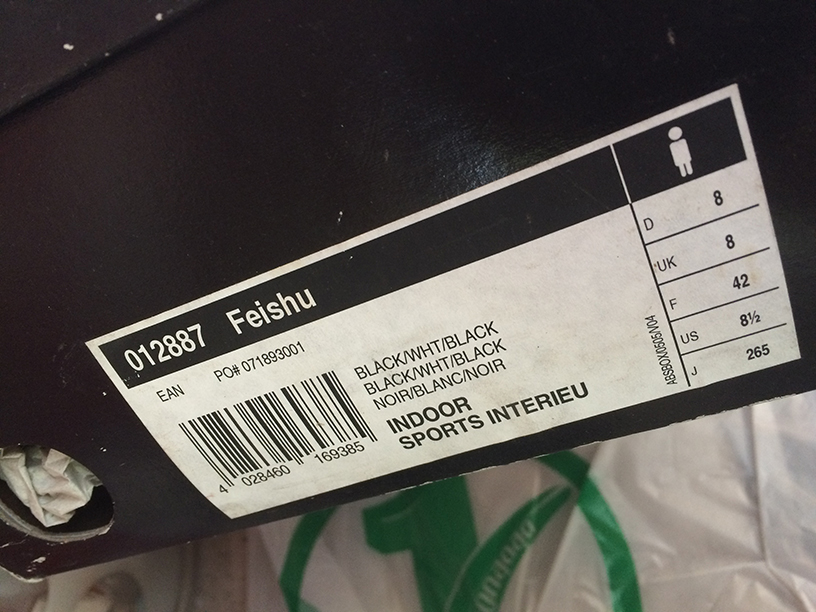 012887 Feishu
EAN PO# 071893001
BLACK/WHT/BLACK
BLACK/WHT/BLACK
NOIR/BLANC/NOIR
INDOOR
SPORTS INTERIEU
4 028460 169385
D 8
UK 8
F 42
US 8½
J 265
1